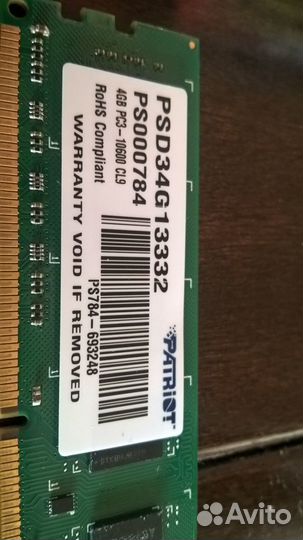 PSD34G13332
PS000784
4GB PC3-10600 CL9
RoHS Compliant
WARRANTY VOID IF REMOVED
PS784-693248
PATRIOT
Avito